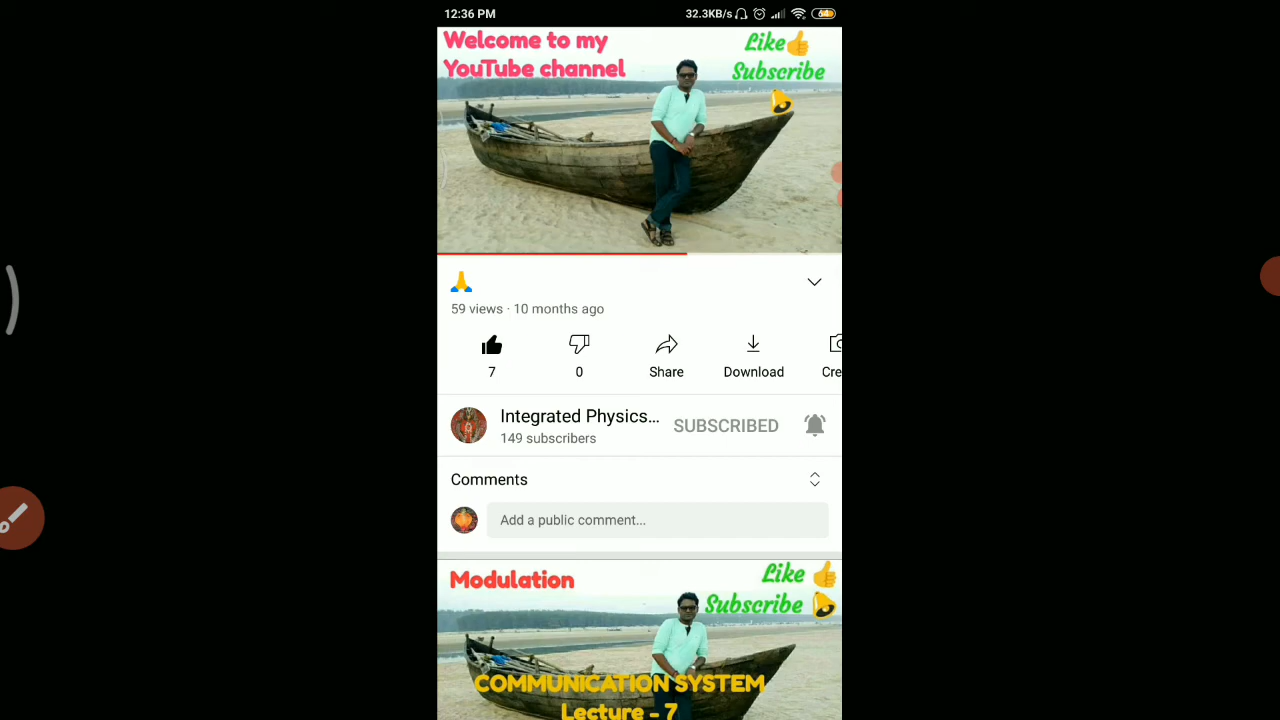 12:36 PM
32.3KB/s
64
Welcome to my
YouTube channel
Like👍
Subscribe
🔔
🙏
59 views · 10 months ago
7
0
Share
Download
Cre
Integrated Physics...
149 subscribers
SUBSCRIBED
Comments
Add a public comment...
Modulation
Like 👍
Subscribe 🔔
COMMUNICATION SYSTEM
Lecture - 7